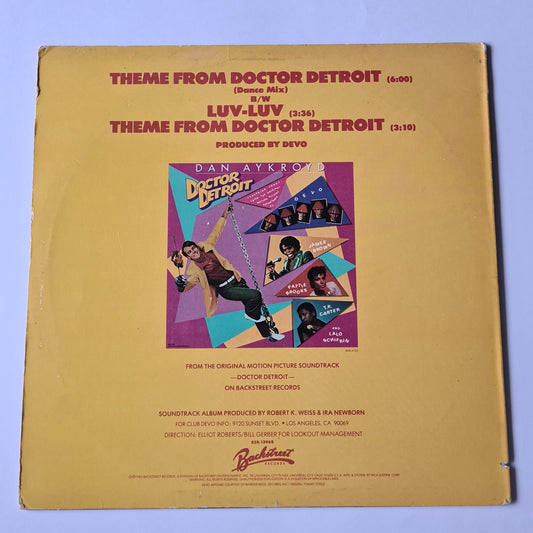 THEME FROM DOCTOR DETROIT (6:00)
(Dance Mix)
B/W
LUV-LUV (3:36)
THEME FROM DOCTOR DETROIT (3:10)
PRODUCED BY DEVO
DAN AYKROYD
DOCTOR
DETROIT
DEVO
JAMES
BROWN
PATTIE
BROOKS
T.K.
CARTER
AND
LALO
SCHIFRIN
FROM THE ORIGINAL MOTION PICTURE SOUNDTRACK
—DOCTOR DETROIT—
ON BACKSTREET RECORDS
SOUNDTRACK ALBUM PRODUCED BY ROBERT K. WEISS & IRA NEWBORN
FOR CLUB DEVO INFO: 9120 SUNSET BLVD. • LOS ANGELES, CA 90069
DIRECTION: ELLIOT ROBERTS/BILL GERBER FOR LOOKOUT MANAGEMENT
Backstreet
RECORDS